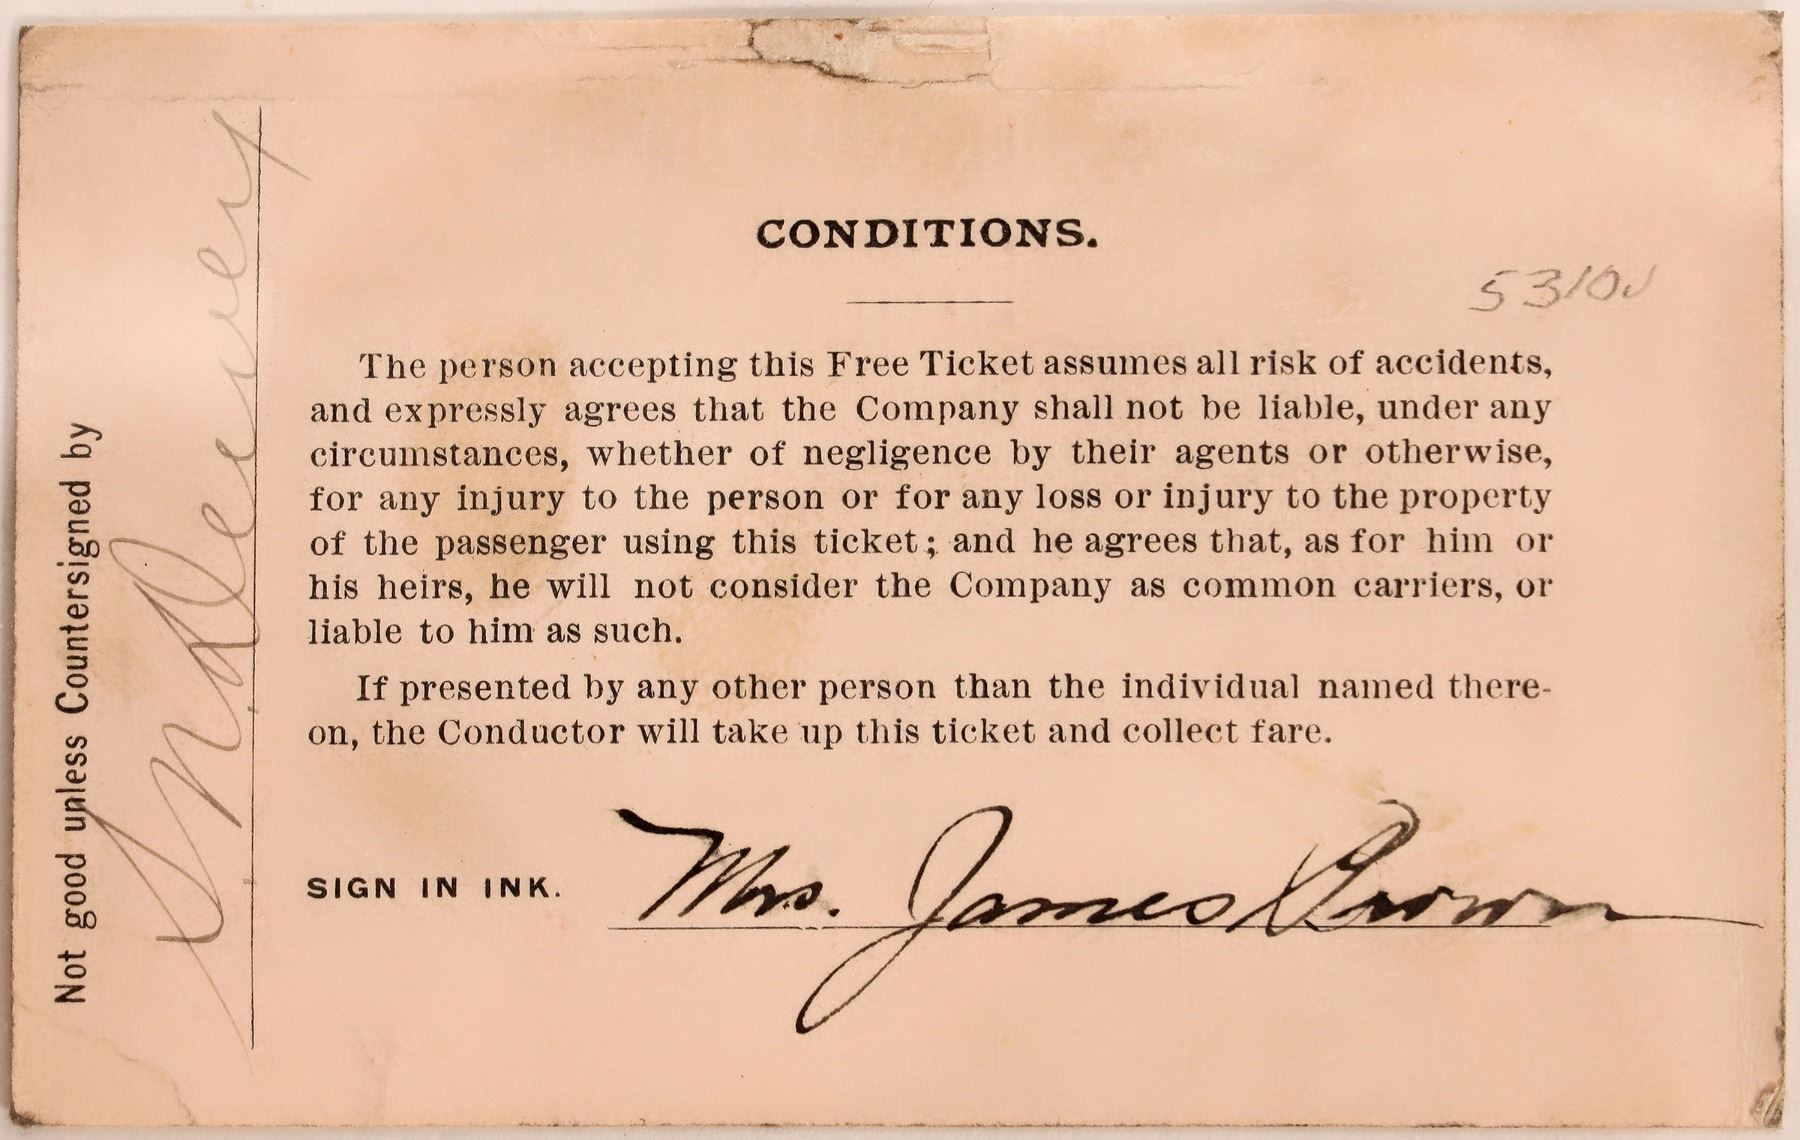 CONDITIONS.
The person accepting this Free Ticket assumes all risk of accidents,
and expressly agrees that the Company shall not be liable, under any
circumstances, whether of negligence by their agents or otherwise,
for any injury to the person or for any loss or injury to the property
of the passenger using this ticket; and he agrees that, as for him or
his heirs, he will not consider the Company as common carriers, or
liable to him as such.
If presented by any other person than the individual named there-
on, the Conductor will take up this ticket and collect fare.
SIGN IN INK. Mrs. James Brown
Not good unless Countersigned by